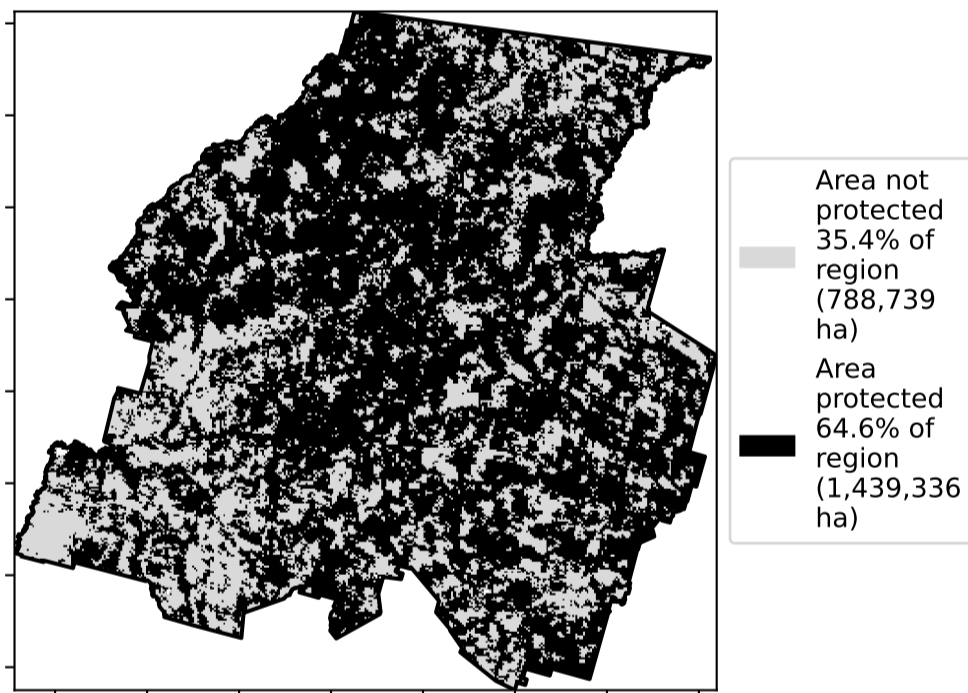 Area not
protected
35.4% of
region
(788,739
ha)
Area
protected
64.6% of
region
(1,439,336
ha)